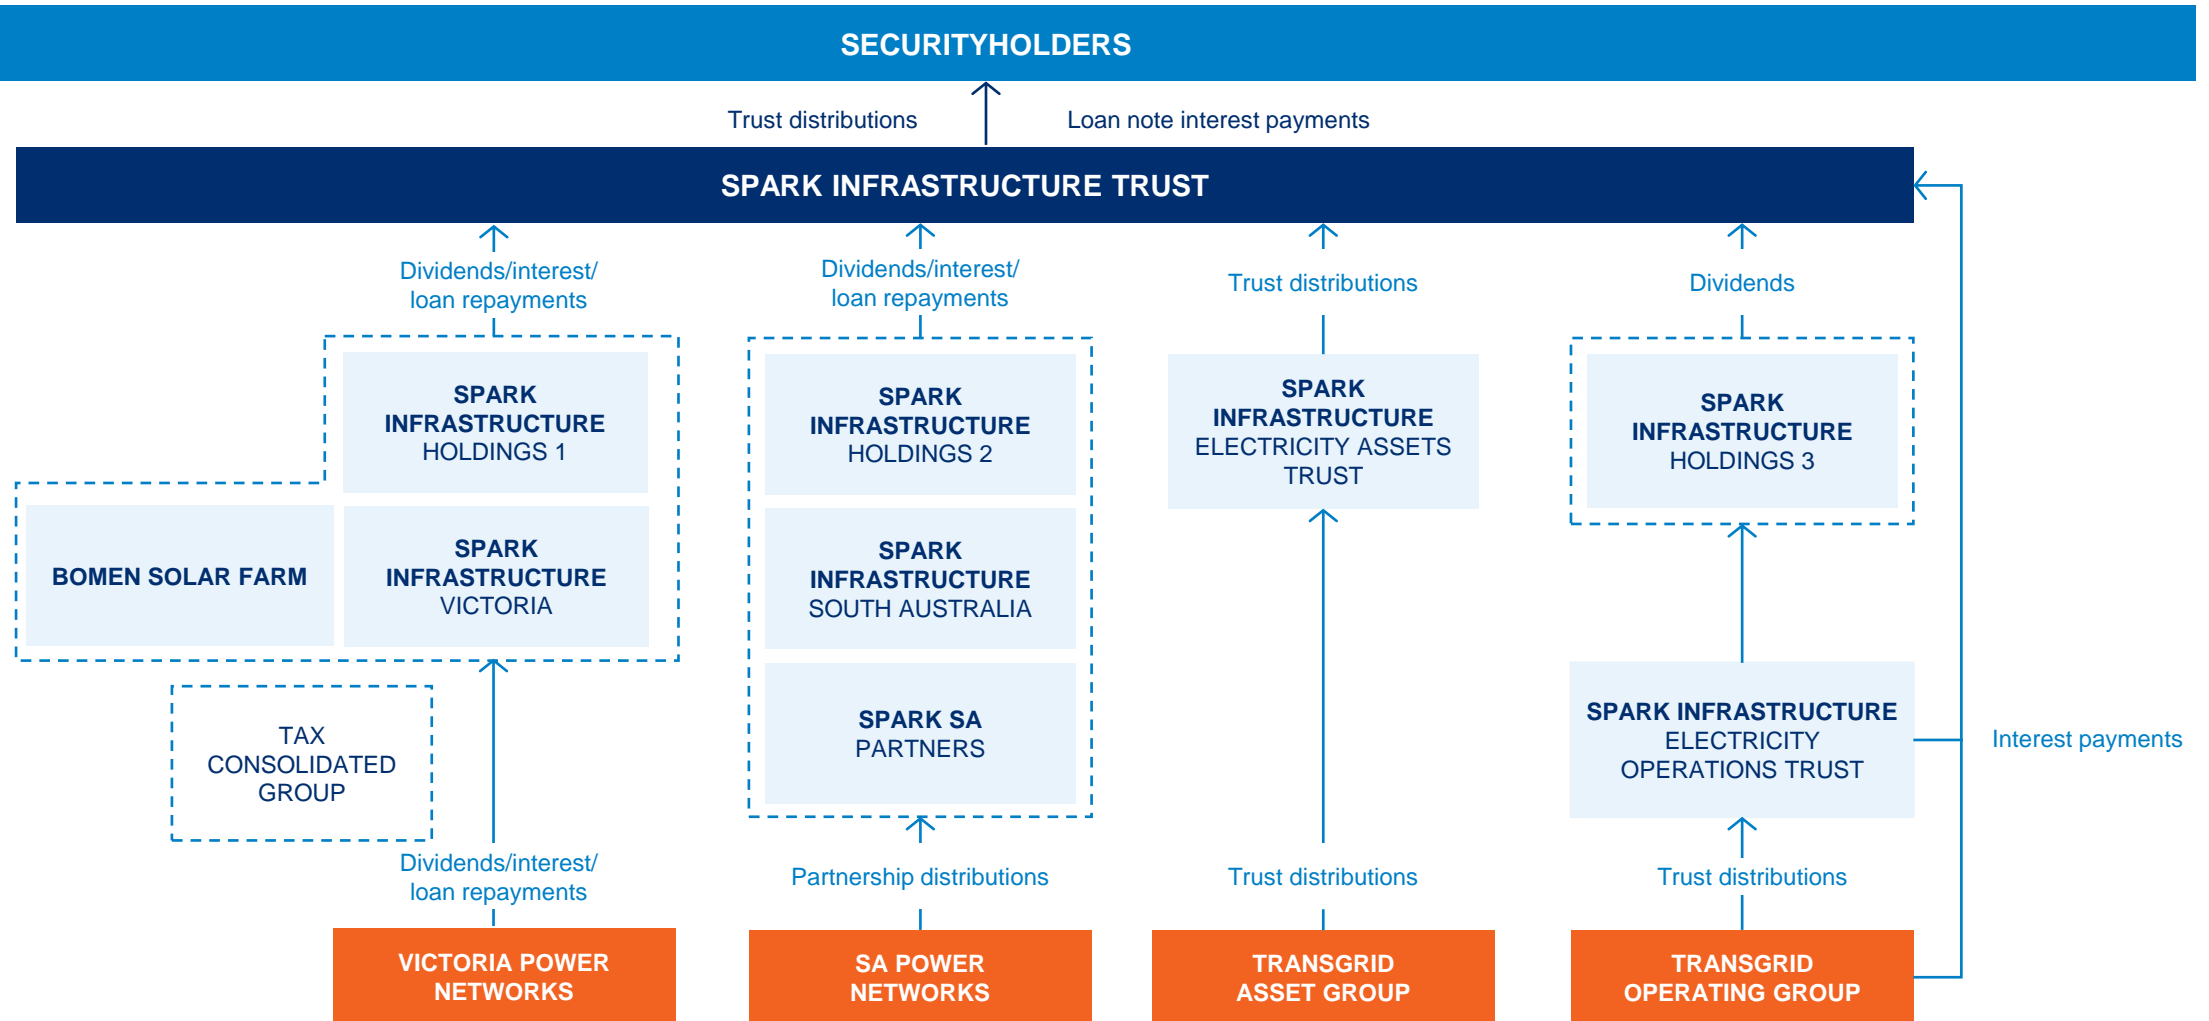 SECURITYHOLDERS
Trust distributions
Loan note interest payments
SPARK INFRASTRUCTURE TRUST
Dividends/interest/
loan repayments
Dividends/interest/
loan repayments
Trust distributions
Dividends
SPARK
INFRASTRUCTURE
HOLDINGS 1
SPARK
INFRASTRUCTURE
HOLDINGS 2
SPARK
INFRASTRUCTURE
ELECTRICITY ASSETS
TRUST
SPARK
INFRASTRUCTURE
HOLDINGS 3
BOMEN SOLAR FARM
SPARK
INFRASTRUCTURE
VICTORIA
SPARK
INFRASTRUCTURE
SOUTH AUSTRALIA
TAX
CONSOLIDATED
GROUP
SPARK SA
PARTNERS
SPARK INFRASTRUCTURE
ELECTRICITY
OPERATIONS TRUST
Interest payments
Dividends/interest/
loan repayments
Partnership distributions
Trust distributions
Trust distributions
VICTORIA POWER
NETWORKS
SA POWER
NETWORKS
TRANSGRID
ASSET GROUP
TRANSGRID
OPERATING GROUP